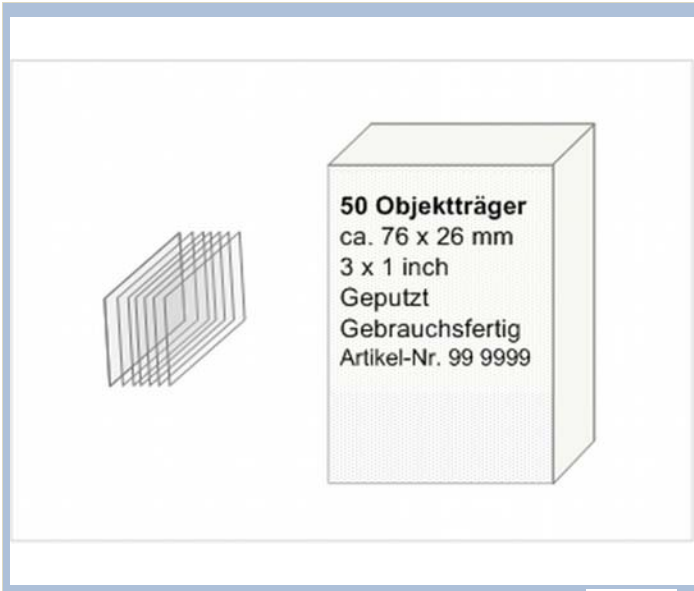 50 Objektträger
ca. 76 x 26 mm
3 x 1 inch
Geputzt
Gebrauchsfertig
Artikel-Nr. 99 9999